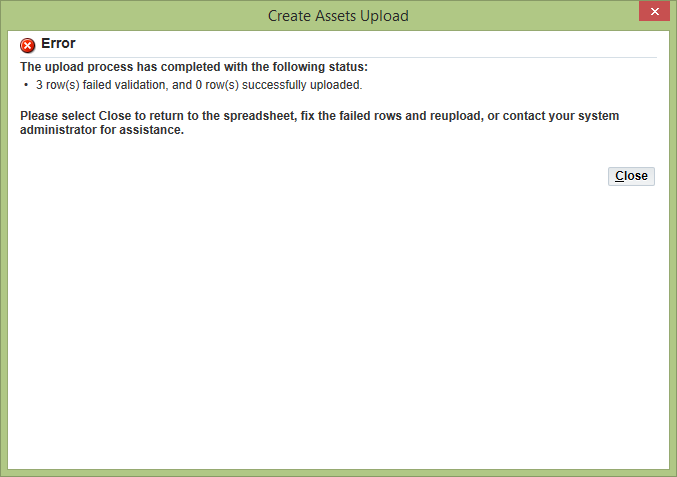 Create Assets Upload
Error
The upload process has completed with the following status:
• 3 row(s) failed validation, and 0 row(s) successfully uploaded.
Please select Close to return to the spreadsheet, fix the failed rows and reupload, or contact your system
administrator for assistance.
Close